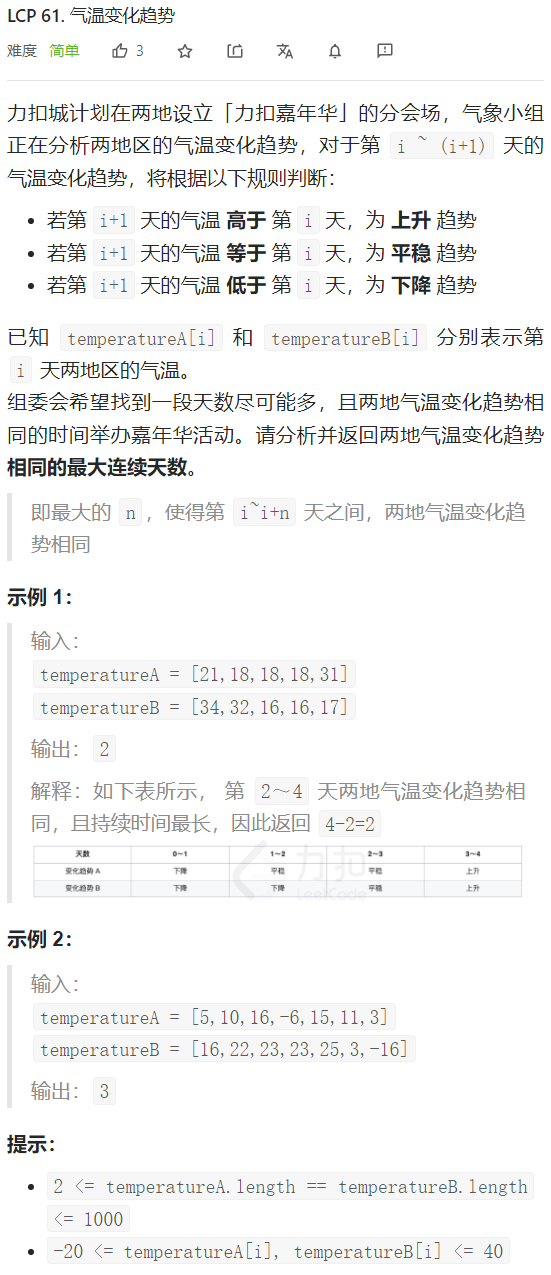 LCP 61. 气温变化趋势
难度 简单 3
力扣城计划在两地设立「力扣嘉年华」的分会场，气象小组
正在分析两地区的气温变化趋势，对于第 i ~ (i+1) 天的
气温变化趋势，将根据以下规则判断：
• 若第 i+1 天的气温 高于 第 i 天，为 上升 趋势
• 若第 i+1 天的气温 等于 第 i 天，为 平稳 趋势
• 若第 i+1 天的气温 低于 第 i 天，为 下降 趋势
已知 temperatureA[i] 和 temperatureB[i] 分别表示第
i 天两地区的气温。
组委会希望找到一段天数尽可能多，且两地气温变化趋势相
同的时间举办嘉年华活动。请分析并返回两地气温变化趋势
相同的最大连续天数。
即最大的 n，使得第 i~i+n 天之间，两地气温变化趋
势相同
示例 1：
输入：
temperatureA = [21,18,18,18,31]
temperatureB = [34,32,16,16,17]
输出： 2
解释：如下表所示， 第 2～4 天两地气温变化趋势相
同，且持续时间最长，因此返回 4-2=2
天数 0～1 1～2 2～3 3～4
变化趋势 A 下降 平稳 平稳 上升
变化趋势 B 下降 下降 平稳 上升
力扣
LeetCode
示例 2：
输入：
temperatureA = [5,10,16,-6,15,11,3]
temperatureB = [16,22,23,23,25,3,-16]
输出： 3
提示：
• 2 <= temperatureA.length == temperatureB.length
<= 1000
• -20 <= temperatureA[i], temperatureB[i] <= 40